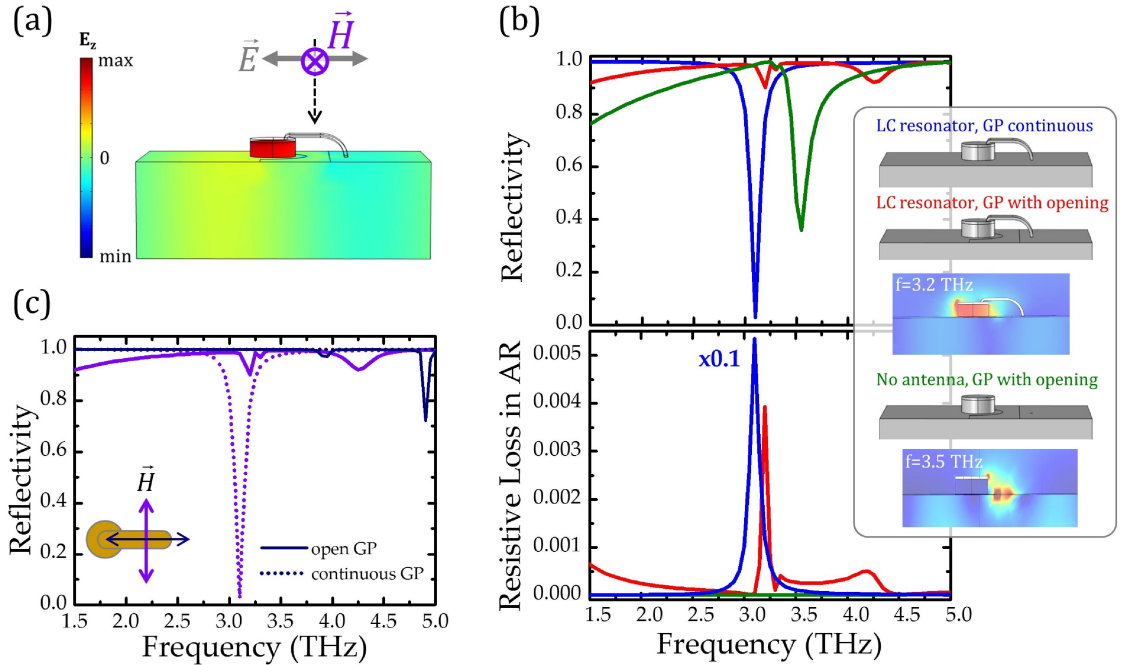 (a)
E_z
max
0
min
E
H
(b)
1.0
0.8
0.6
0.4
0.2
0.0
Reflectivity
LC resonator, GP continuous
LC resonator, GP with opening
f=3.2 THz
No antenna, GP with opening
f=3.5 THz
x0.1
0.005
0.004
0.003
0.002
0.001
0.000
Resistive Loss in AR
1.5 2.0 2.5 3.0 3.5 4.0 4.5 5.0
Frequency (THz)
(c)
1.0
0.8
0.6
0.4
0.2
0.0
Reflectivity
H
open GP
continuous GP
1.5 2.0 2.5 3.0 3.5 4.0 4.5 5.0
Frequency (THz)